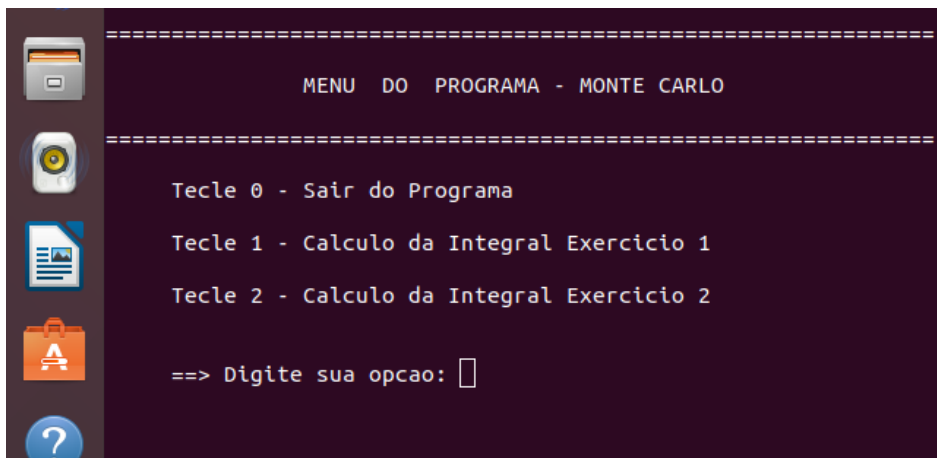 ================================================================
MENU DO PROGRAMA - MONTE CARLO
================================================================
Tecle 0 - Sair do Programa
Tecle 1 - Calculo da Integral Exercicio 1
Tecle 2 - Calculo da Integral Exercicio 2
==> Digite sua opcao:
A
?